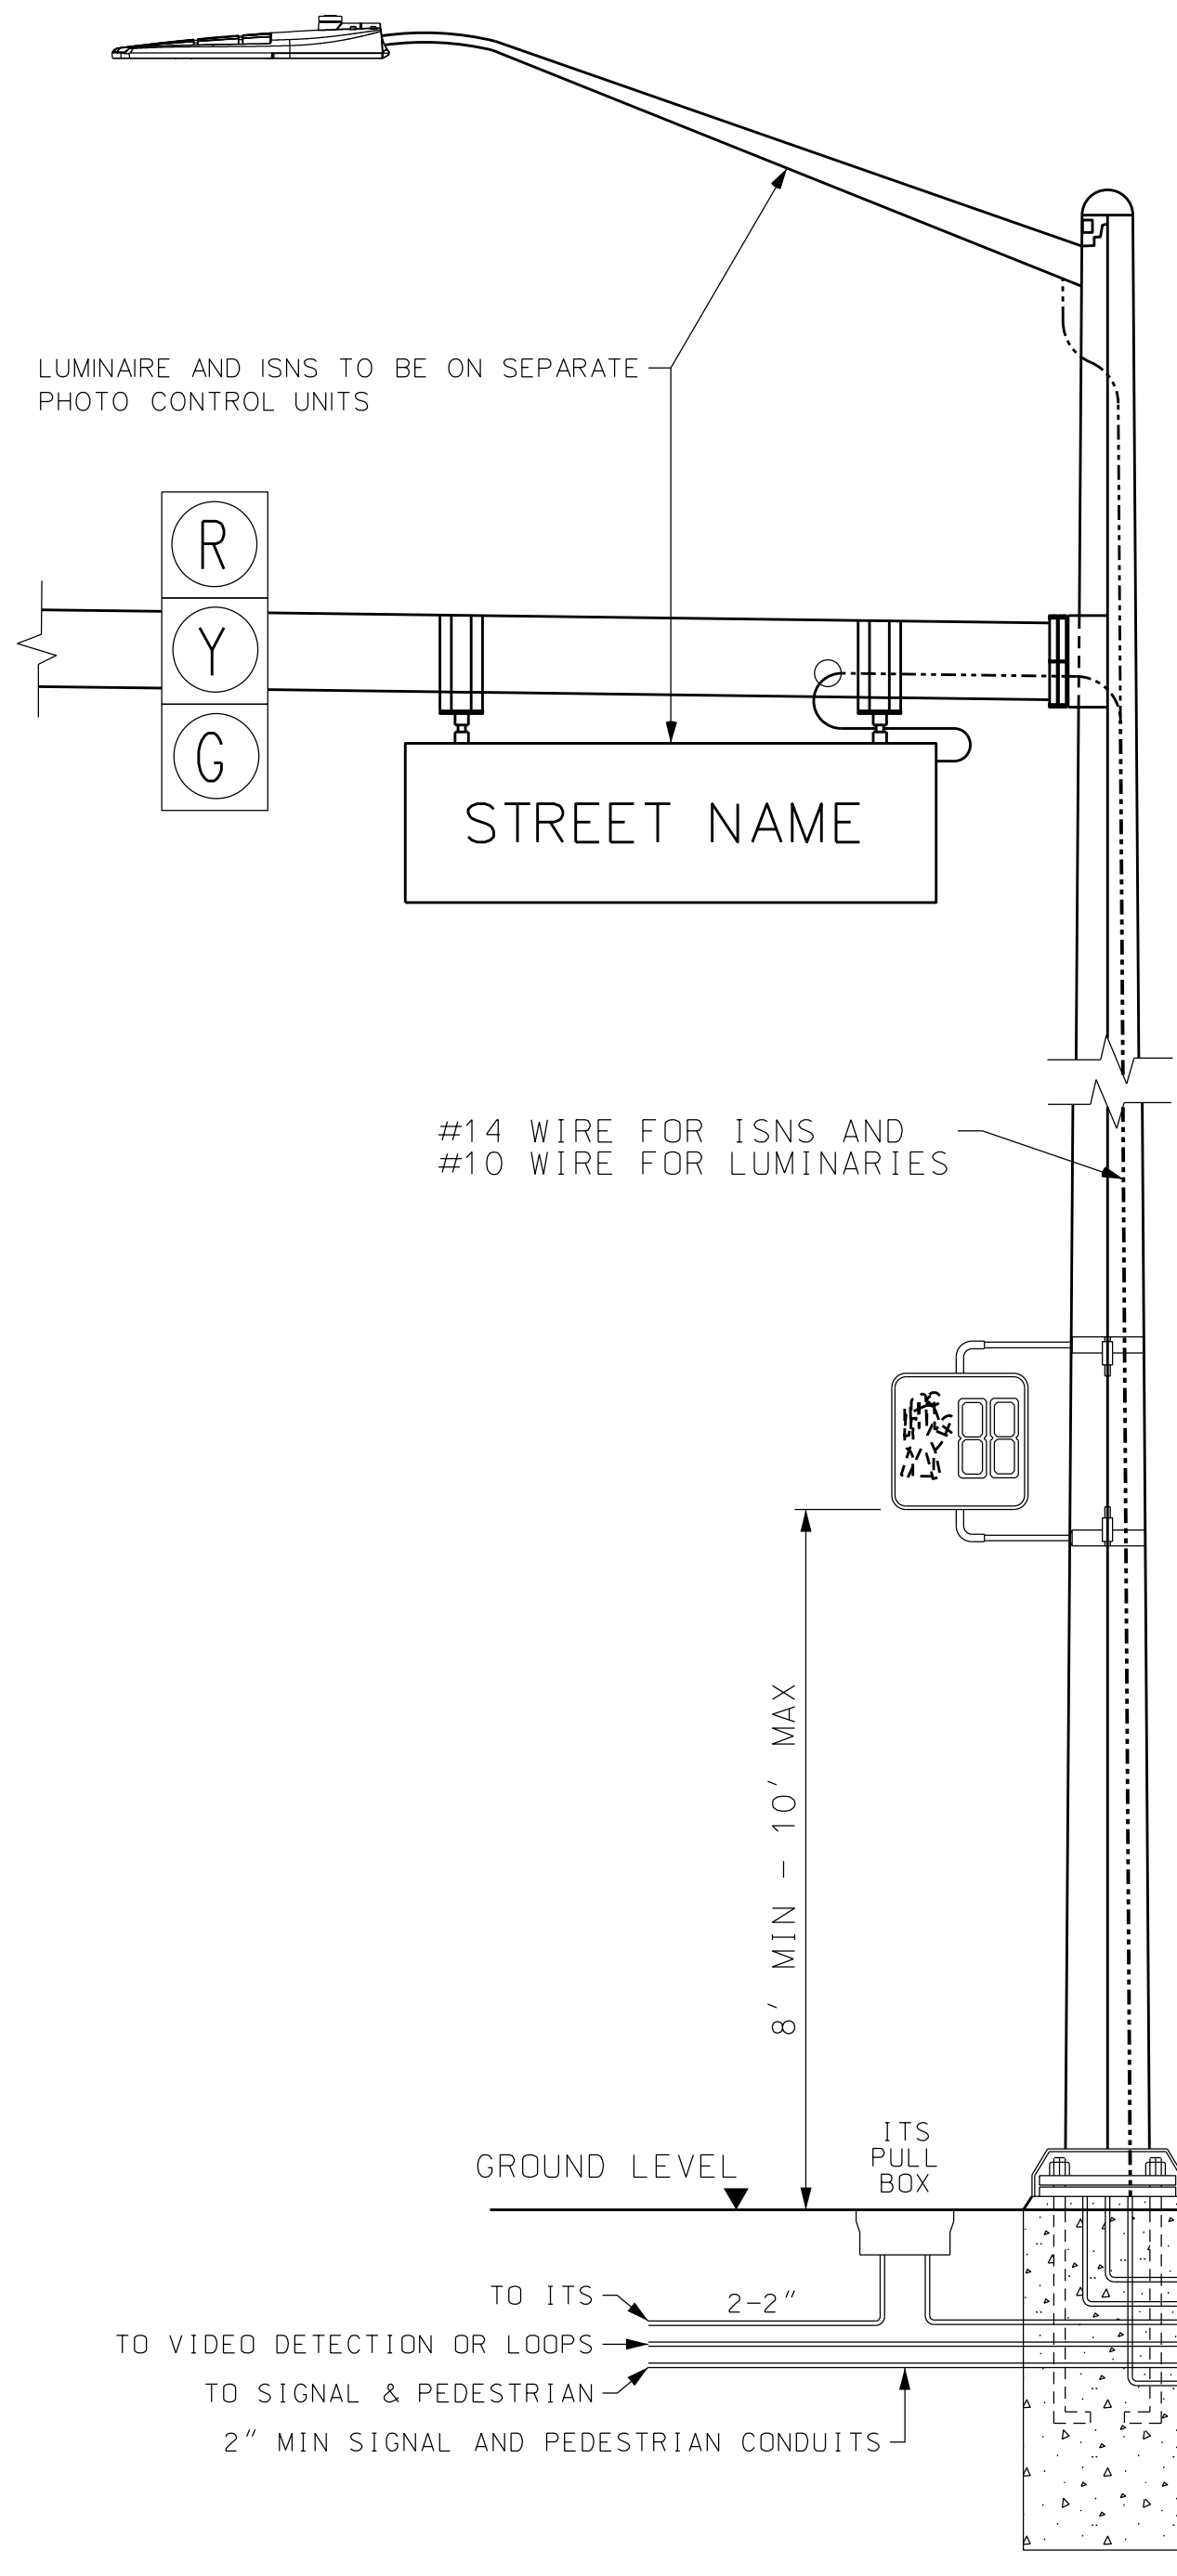 LUMINAIRE AND ISNS TO BE ON SEPARATE
PHOTO CONTROL UNITS
R
Y
G
STREET NAME
#14 WIRE FOR ISNS AND
#10 WIRE FOR LUMINARIES
8' MIN - 10' MAX
ITS
PULL
BOX
GROUND LEVEL
TO ITS
2-2"
TO VIDEO DETECTION OR LOOPS
TO SIGNAL & PEDESTRIAN
2" MIN SIGNAL AND PEDESTRIAN CONDUITS